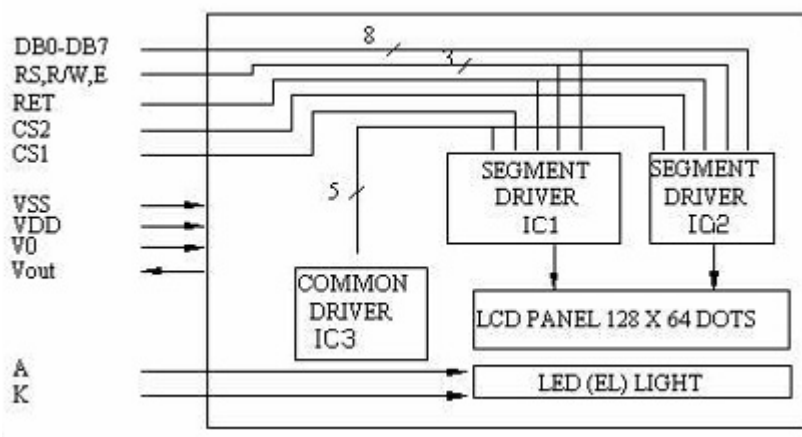 DB0-DB7
8
RS,R/W,E
3
RET
CS2
CS1
5
SEGMENT
DRIVER
IC1
SEGMENT
DRIVER
IC2
VSS
VDD
V0
Vout
COMMON
DRIVER
IC3
LCD PANEL 128 X 64 DOTS
A
K
LED (EL) LIGHT